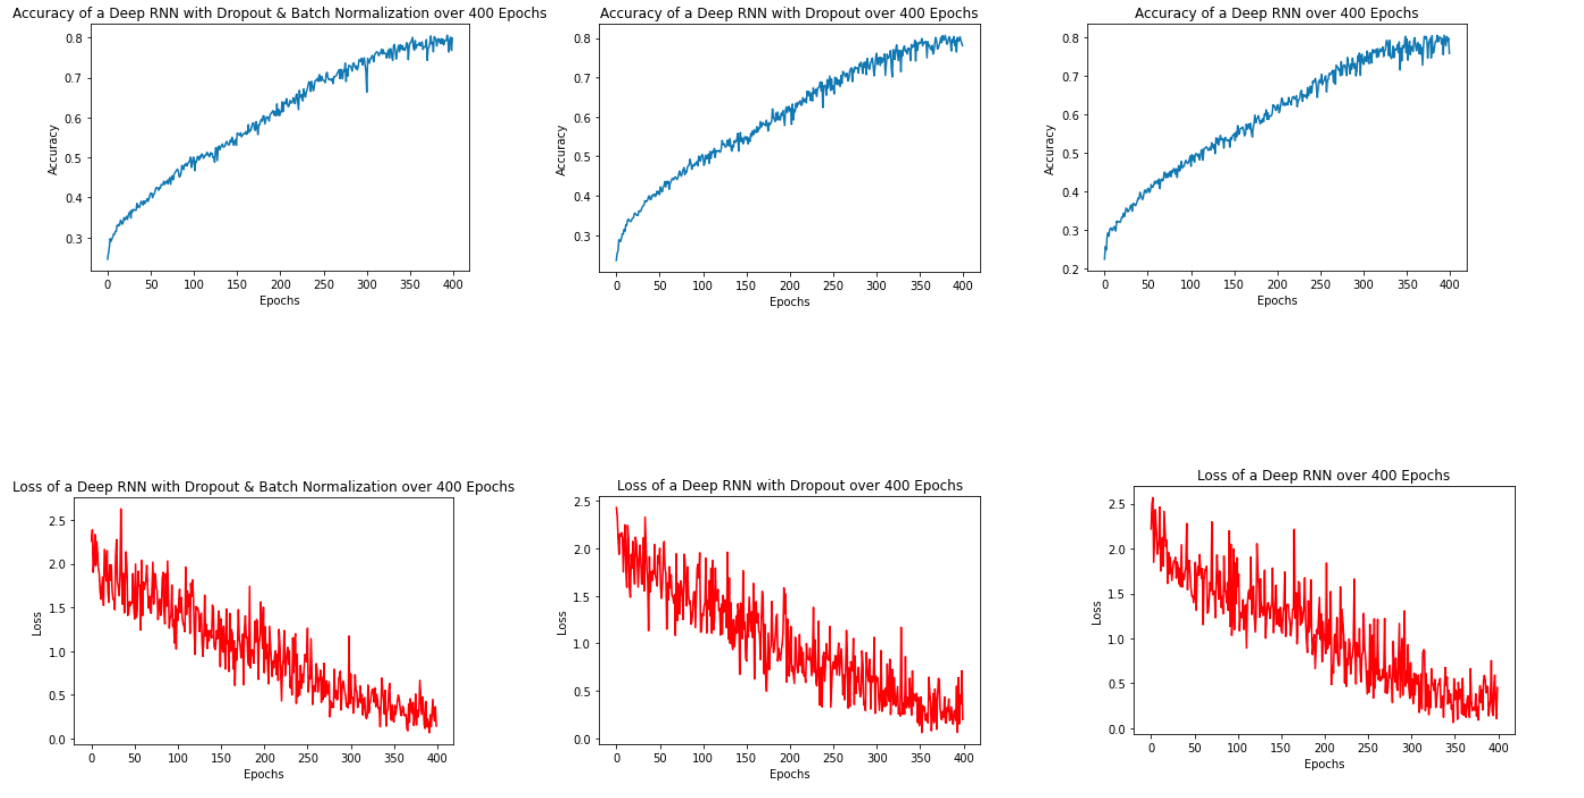 Accuracy of a Deep RNN with Dropout & Batch Normalization over 400 Epochs
0.8
0.7
0.6
0.5
0.4
0.3
Accuracy
0 50 100 150 200 250 300 350 400
Epochs
Accuracy of a Deep RNN with Dropout over 400 Epochs
0.8
0.7
0.6
0.5
0.4
0.3
Accuracy
0 50 100 150 200 250 300 350 400
Epochs
Accuracy of a Deep RNN over 400 Epochs
0.8
0.7
0.6
0.5
0.4
0.3
0.2
Accuracy
0 50 100 150 200 250 300 350 400
Epochs
Loss of a Deep RNN with Dropout & Batch Normalization over 400 Epochs
2.5
2.0
1.5
1.0
0.5
0.0
Loss
0 50 100 150 200 250 300 350 400
Epochs
Loss of a Deep RNN with Dropout over 400 Epochs
2.5
2.0
1.5
1.0
0.5
0.0
Loss
0 50 100 150 200 250 300 350 400
Epochs
Loss of a Deep RNN over 400 Epochs
2.5
2.0
1.5
1.0
0.5
0.0
Loss
0 50 100 150 200 250 300 350 400
Epochs